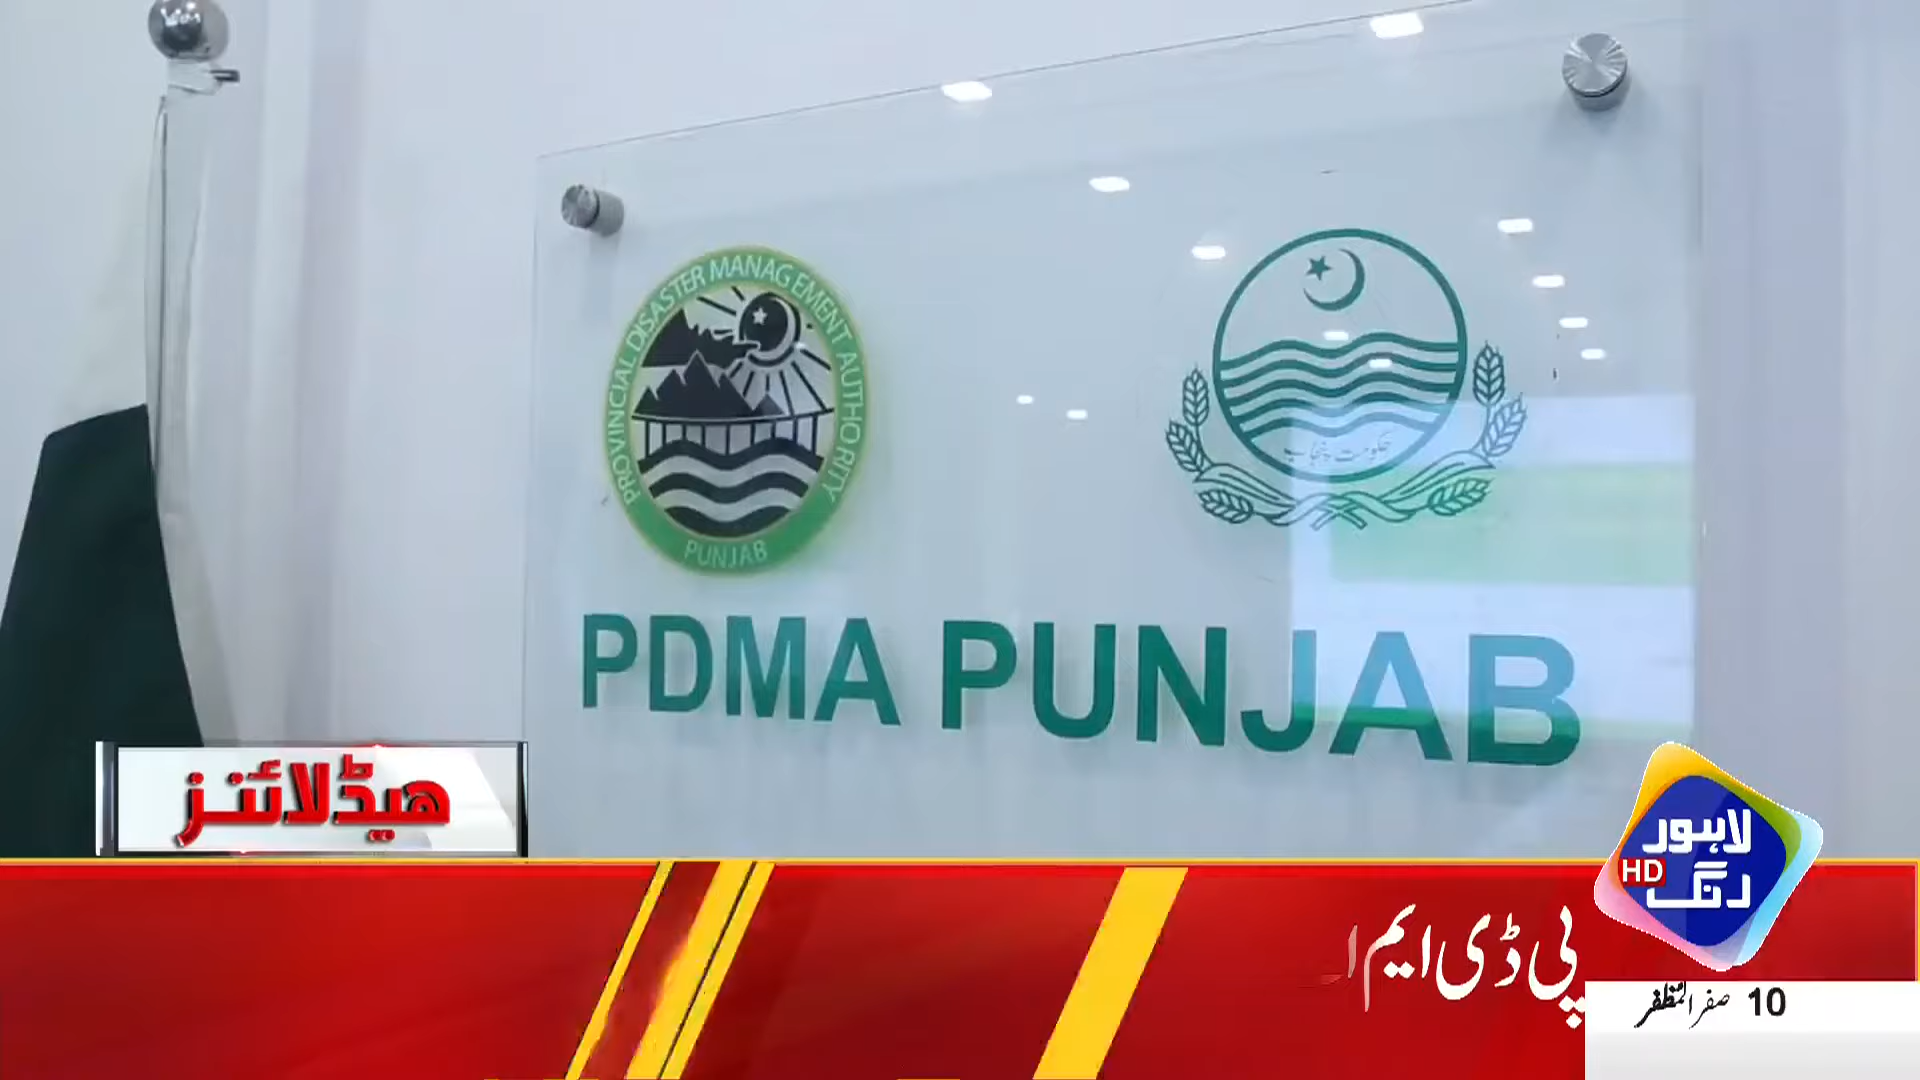 PROVINCIAL DISASTER MANAGEMENT AUTHORITY
PUNJAB
حکومت پنجاب
PDMA PUNJAB
ہیڈلائنز
لاہور
رنگ
HD
پی ڈی ایم ا
10 صفر المظفر